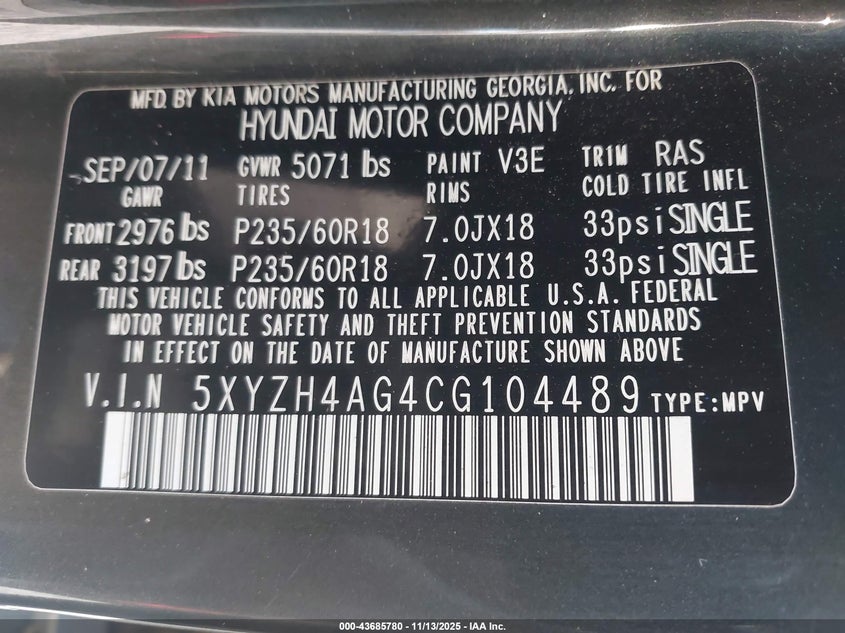 MFD. BY KIA MOTORS MANUFACTURING GEORGIA, INC. FOR
HYUNDAI MOTOR COMPANY
SEP/07/11 GVWR 5071 lbs PAINT V3E TRIM RAS
GAWR TIRES RIMS COLD TIRE INFL
FRONT 2976 lbs P235/60R18 7.0JX18 33psi SINGLE
REAR 3197 lbs P235/60R18 7.0JX18 33psi SINGLE
THIS VEHICLE CONFORMS TO ALL APPLICABLE U.S.A. FEDERAL
MOTOR VEHICLE SAFETY AND THEFT PREVENTION STANDARDS
IN EFFECT ON THE DATE OF MANUFACTURE SHOWN ABOVE
V.I.N 5XYZH4AG4CG104489 TYPE:MPV
000-43685780 - 11/13/2025 - IAA Inc.